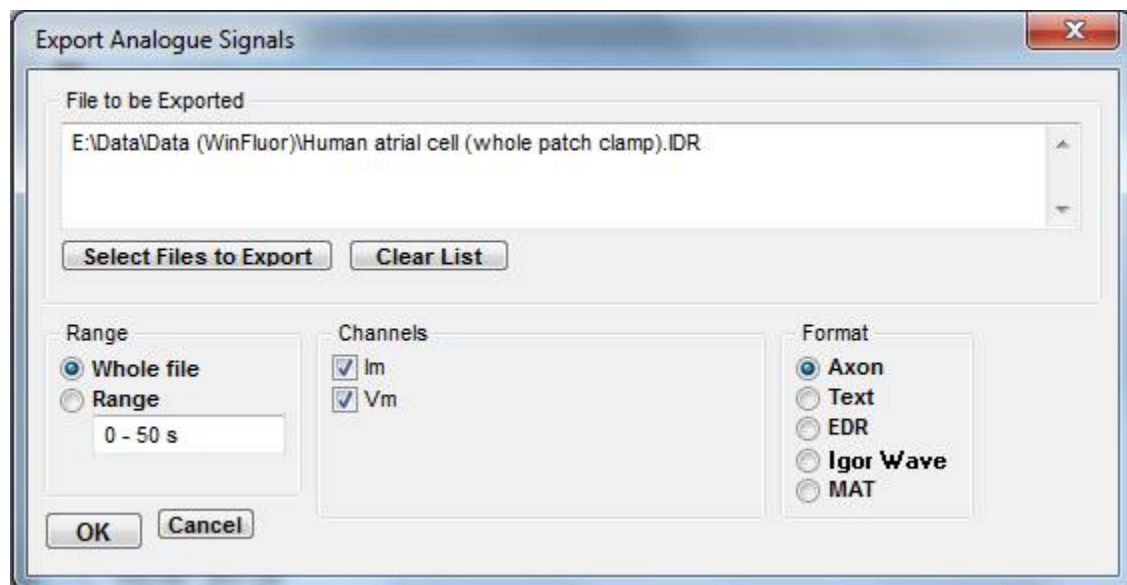 Export Analogue Signals
X
File to be Exported
E:\Data\Data (WinFluor)\Human atrial cell (whole patch clamp).IDR
Select Files to Export Clear List
Range
Whole file
Range
0 - 50 s
Channels
Im
Vm
Format
Axon
Text
EDR
Igor Wave
MAT
OK Cancel